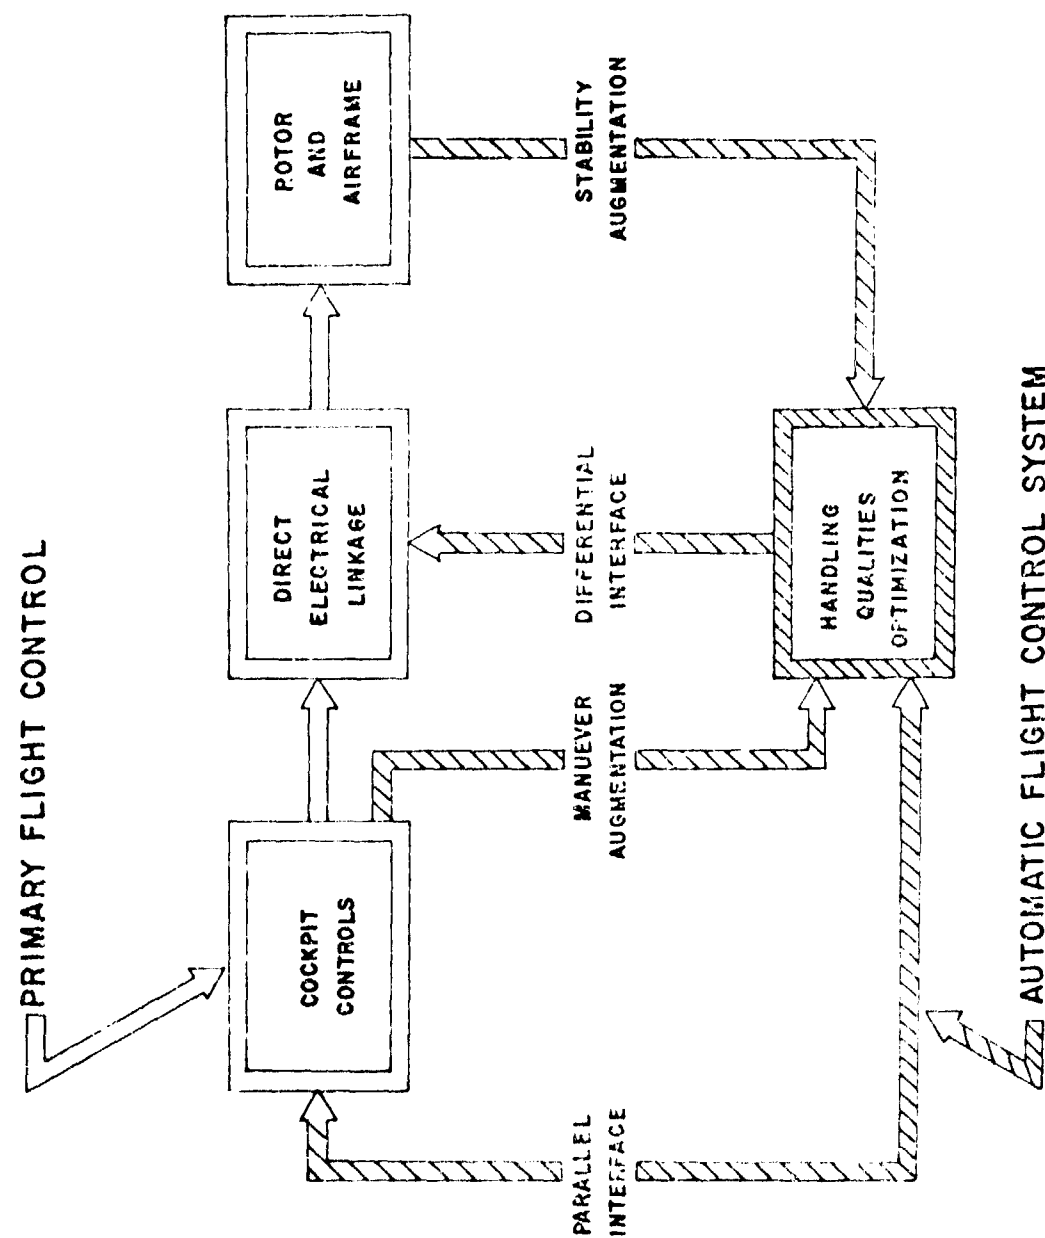 PRIMARY FLIGHT CONTROL
COCKPIT
CONTROLS
DIRECT
ELECTRICAL
LINKAGE
ROTOR
AND
AIRFRAME
PARALLEL
INTERFACE
MANUEVER
AUGMENTATION
DIFFERENTIAL
INTERFACE
STABILITY
AUGMENTATION
HANDLING
QUALITIES
OPTIMIZATION
AUTOMATIC FLIGHT CONTROL SYSTEM